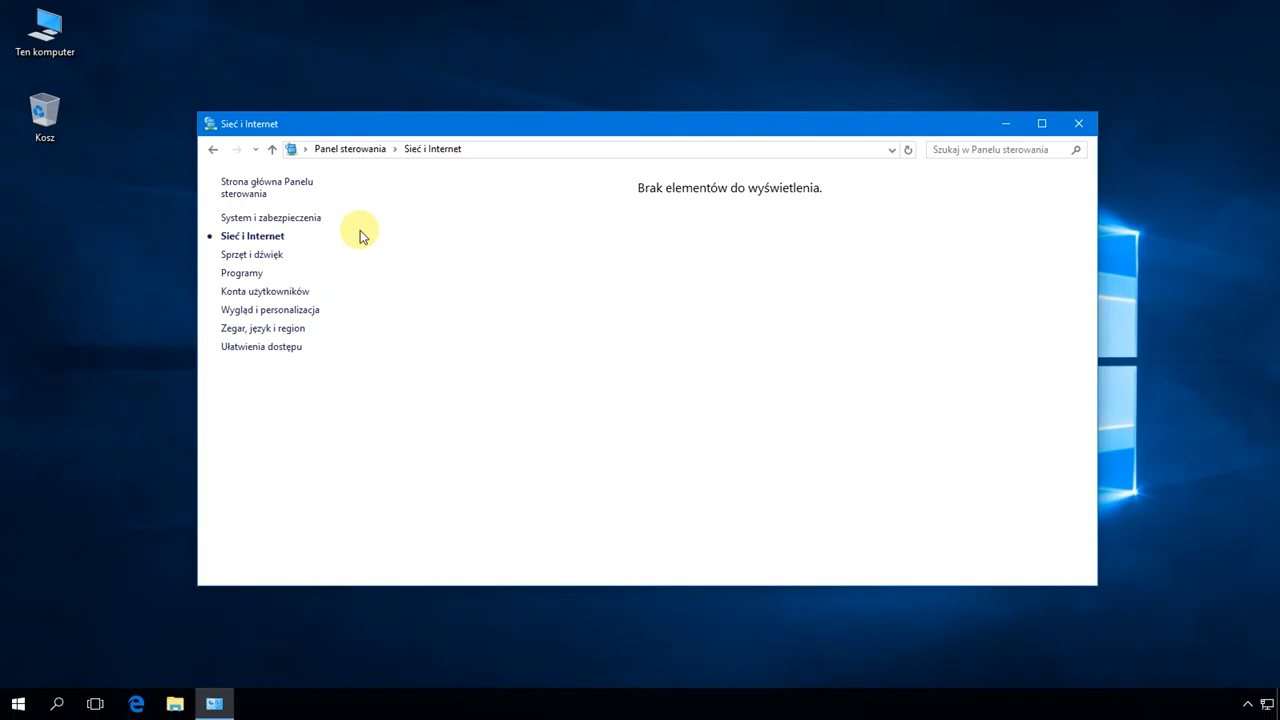 Ten komputer
Kosz
Sieć i Internet
Panel sterowania
Sieć i Internet
Szukaj w Panelu sterowania
Strona główna Panelu
sterowania
System i zabezpieczenia
Sieć i Internet
Sprzęt i dźwięk
Programy
Konta użytkowników
Wygląd i personalizacja
Zegar, język i region
Ułatwienia dostępu
Brak elementów do wyświetlenia.